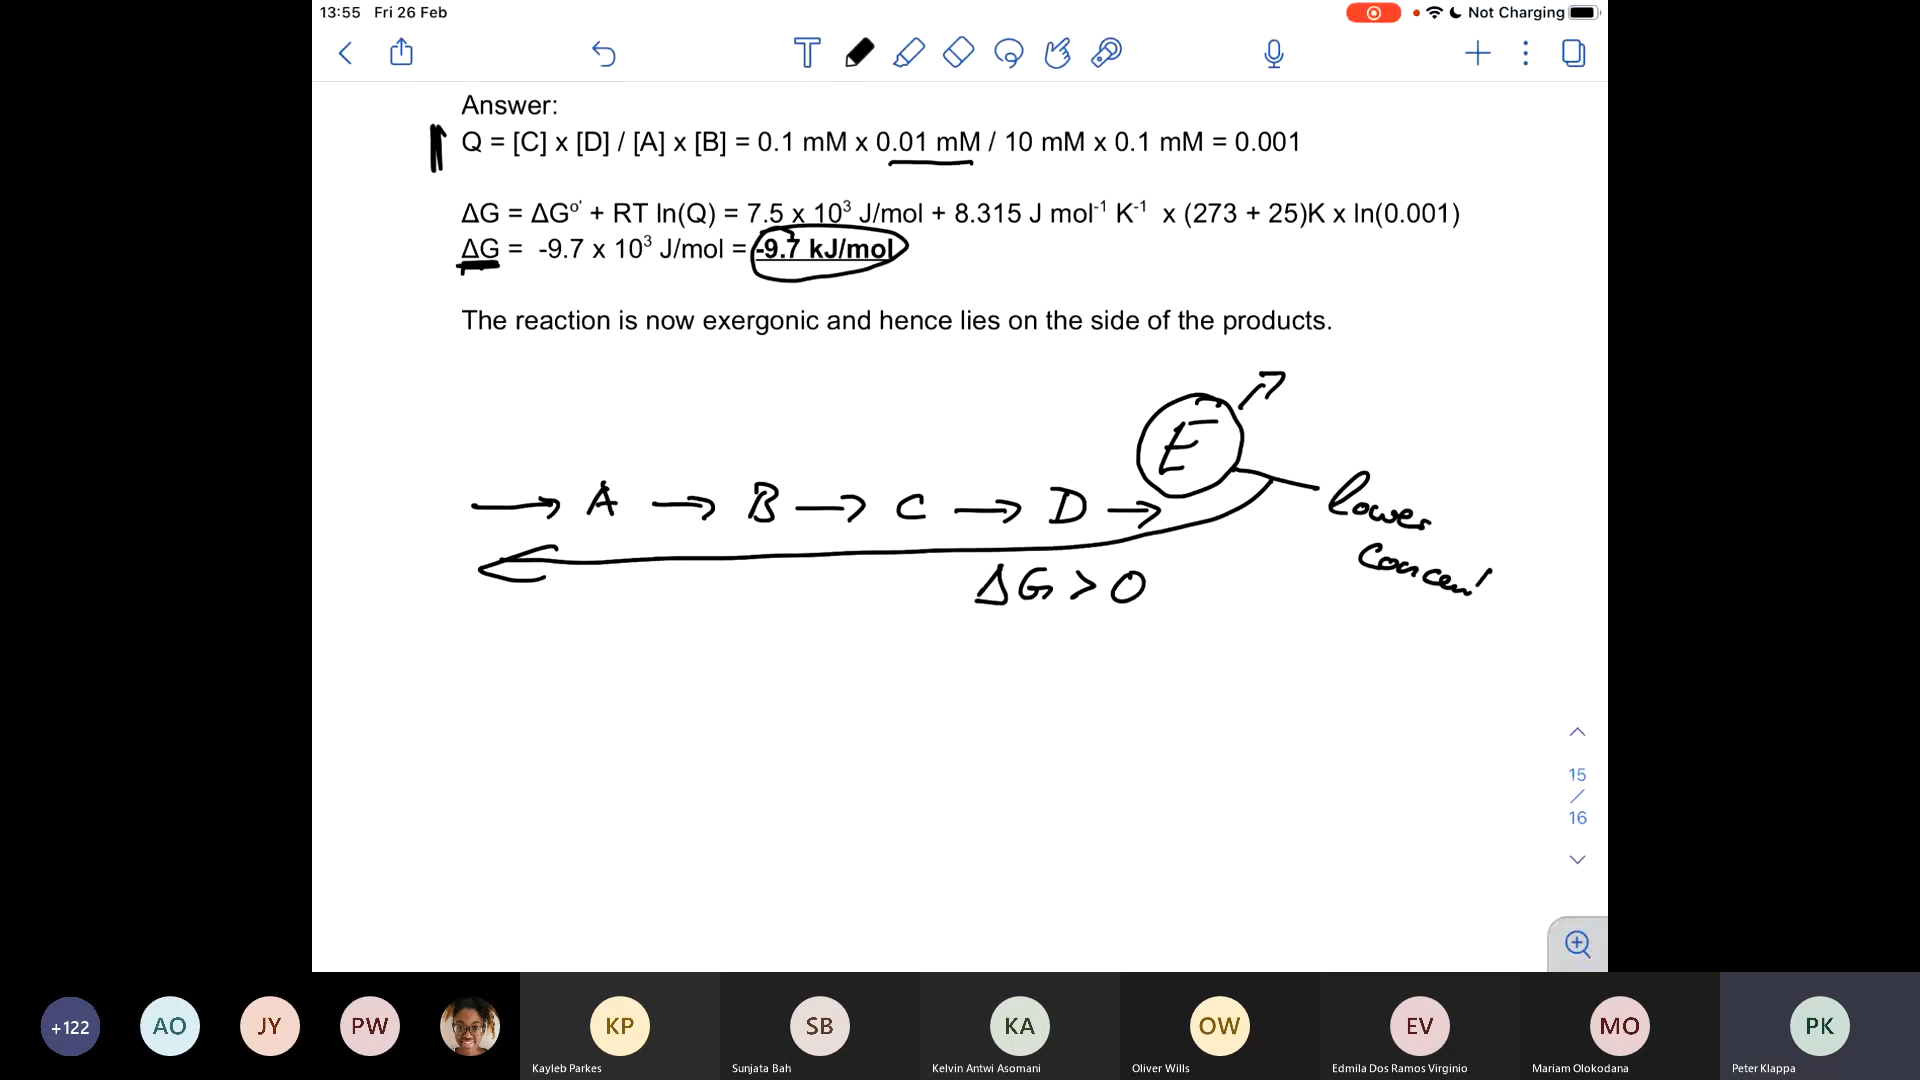 13:55 Fri 26 Feb
Not Charging
Answer:
Q = [C] x [D] / [A] x [B] = 0.1 mM x 0.01 mM / 10 mM x 0.1 mM = 0.001
ΔG = ΔGº' + RT ln(Q) = 7.5 x 10³ J/mol + 8.315 J mol⁻¹ K⁻¹ x (273 + 25)K x ln(0.001)
ΔG = -9.7 x 10³ J/mol = -9.7 kJ/mol
The reaction is now exergonic and hence lies on the side of the products.
E
→ A → B → C → D →
lower
concen!
ΔG > 0
15
/
16
+122 AO JY PW KP SB KA OW EV MO PK
Kayleb Parkes Sunjata Bah Kelvin Antwi Asomani Oliver Wills Edmila Dos Ramos Virginio Mariam Olokodana Peter Klappa